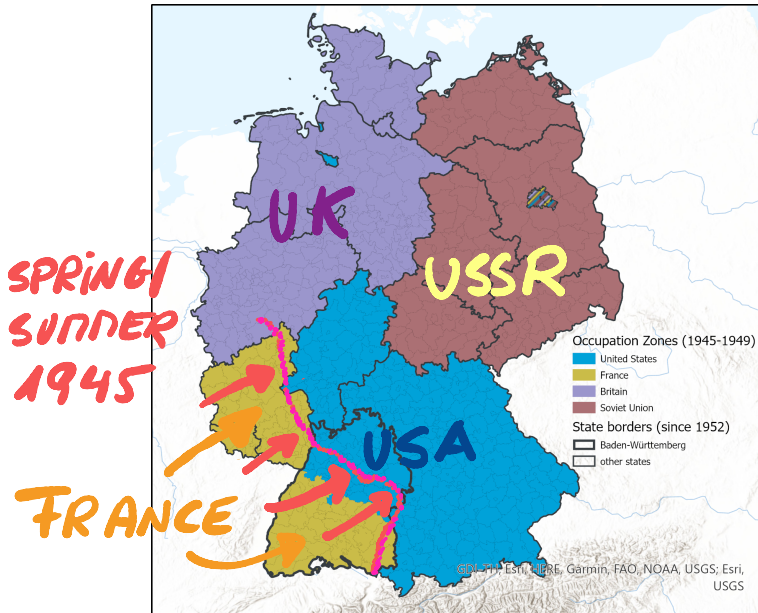 UK
USSR
SPRING/
SUMMER
1945
USA
FRANCE
Occupation Zones (1945-1949)
United States
France
Britain
Soviet Union
State borders (since 1952)
Baden-Württemberg
other states
GDI-TH, Esri, HERE, Garmin, FAO, NOAA, USGS; Esri,
USGS